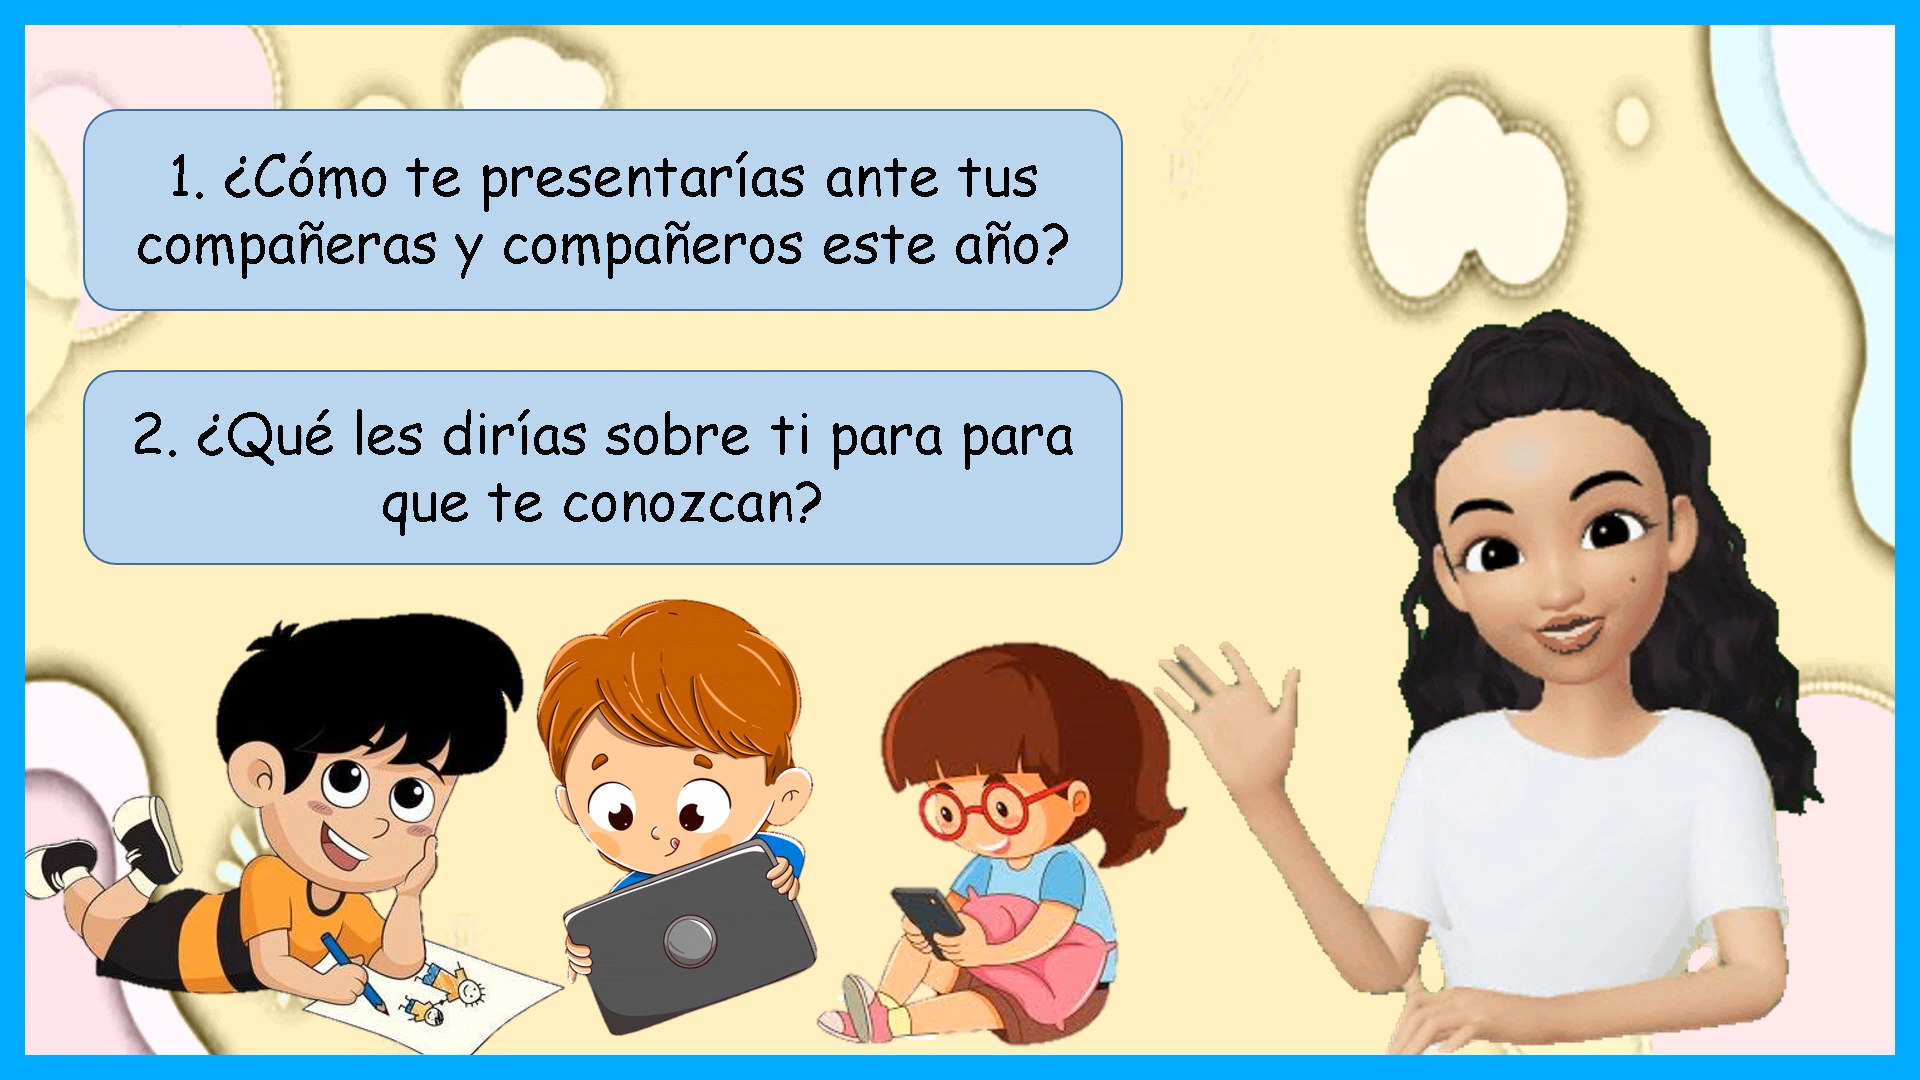 1. ¿Cómo te presentarías ante tus
compañeras y compañeros este año?
2. ¿Qué les dirías sobre ti para para
que te conozcan?